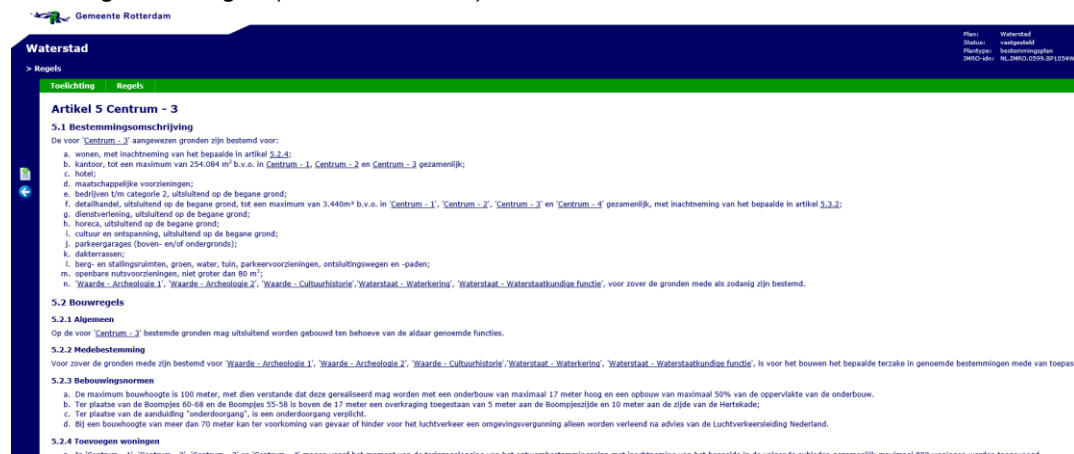 Gemeente Rotterdam
Waterstad
Plan: Waterstad
Status: vastgesteld
Plantype: bestemmingsplan
IMRO-idn: NL.IMRO.0599.BP1054W
> Regels
Toelichting Regels
Artikel 5 Centrum - 3
5.1 Bestemmingsomschrijving
De voor 'Centrum - 3' aangewezen gronden zijn bestemd voor:
a. wonen, met inachtneming van het bepaalde in artikel 5.2.4;
b. kantoor, tot een maximum van 254.084 m² b.v.o. in Centrum - 1, Centrum - 2 en Centrum - 3 gezamenlijk;
c. hotel;
d. maatschappelijke voorzieningen;
e. bedrijven t/m categorie 2, uitsluitend op de begane grond;
f. detailhandel, uitsluitend op de begane grond, tot een maximum van 3.440m² b.v.o. in 'Centrum - 1', 'Centrum - 2', 'Centrum - 3' en 'Centrum - 4' gezamenlijk, met inachtneming van het bepaalde in artikel 5.3.2;
g. dienstverlening, uitsluitend op de begane grond;
h. horeca, uitsluitend op de begane grond;
i. cultuur en ontspanning, uitsluitend op de begane grond;
j. parkeergarages (boven- en/of ondergronds);
k. dakterrassen;
l. berg- en stallingsruimten, groen, water, tuin, parkeervoorzieningen, ontsluitingswegen en -paden;
m. openbare nutsvoorzieningen, niet groter dan 80 m³;
n. 'Waarde - Archeologie 1', 'Waarde - Archeologie 2', 'Waarde - Cultuurhistorie','Waterstaat - Waterkering', 'Waterstaat - Waterstaatkundige functie', voor zover de gronden mede als zodanig zijn bestemd.
5.2 Bouwregels
5.2.1 Algemeen
Op de voor 'Centrum - 3' bestemde gronden mag uitsluitend worden gebouwd ten behoeve van de aldaar genoemde functies.
5.2.2 Medebestemming
Voor zover de gronden mede zijn bestemd voor 'Waarde - Archeologie 1', 'Waarde - Archeologie 2', 'Waarde - Cultuurhistorie','Waterstaat - Waterkering', 'Waterstaat - Waterstaatkundige functie', is voor het bouwen het bepaalde terzake in genoemde bestemmingen mede van toepas
5.2.3 Bebouwingsnormen
a. De maximum bouwhoogte is 100 meter, met dien verstande dat deze gerealiseerd mag worden met een onderbouw van maximaal 17 meter hoog en een opbouw van maximaal 50% van de oppervlakte van de onderbouw.
b. Ter plaatse van de Boompjes 60-68 en de Boompjes 55-58 is boven de 17 meter een overkraging toegestaan van 5 meter aan de Boompjeszijde en 10 meter aan de zijde van de Hertekade;
c. Ter plaatse van de aanduiding "onderdoorgang", is een onderdoorgang verplicht.
d. Bij een bouwhoogte van meer dan 70 meter kan ter voorkoming van gevaar of hinder voor het luchtverkeer een omgevingsvergunning alleen worden verleend na advies van de Luchtverkeersleiding Nederland.
5.2.4 Toevoegen woningen